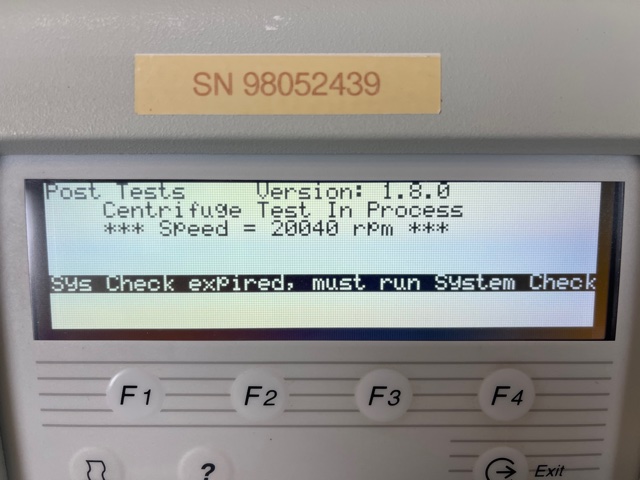 SN 98052439
Post Tests Version: 1.8.0
Centrifuge Test In Process
*** Speed = 20040 rpm ***
Sys Check expired, must run System Check
F1 F2 F3 F4
? Exit